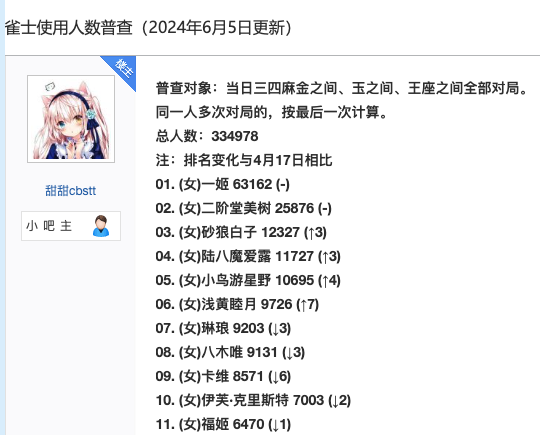 雀士使用人数普查（2024年6月5日更新）
楼主
甜甜cbstt
小吧主
普查对象：当日三四麻金之间、玉之间、王座之间全部对局。
同一人多次对局的，按最后一次计算。
总人数：334978
注：排名变化与4月17日相比
01. (女)一姬 63162 (-)
02. (女)二阶堂美树 25876 (-)
03. (女)砂狼白子 12327 (↑3)
04. (女)陆八魔爱露 11727 (↑3)
05. (女)小鸟游星野 10695 (↑4)
06. (女)浅黄睦月 9726 (↑7)
07. (女)琳琅 9203 (↓3)
08. (女)八木唯 9131 (↓3)
09. (女)卡维 8571 (↓6)
10. (女)伊芙·克里斯特 7003 (↓2)
11. (女)福姬 6470 (↓1)